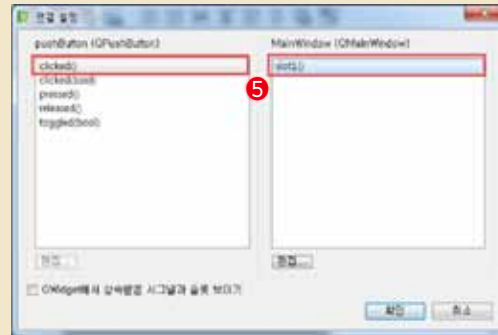 연결 설정
pushButton (QPushButton)
clicked()
clicked(bool)
pressed()
released()
toggled(bool)
편집...
MainWindow (QMainWindow)
slot1()
편집...
5
QWidget에서 상속받은 시그널과 슬롯 보이기
확인
취소